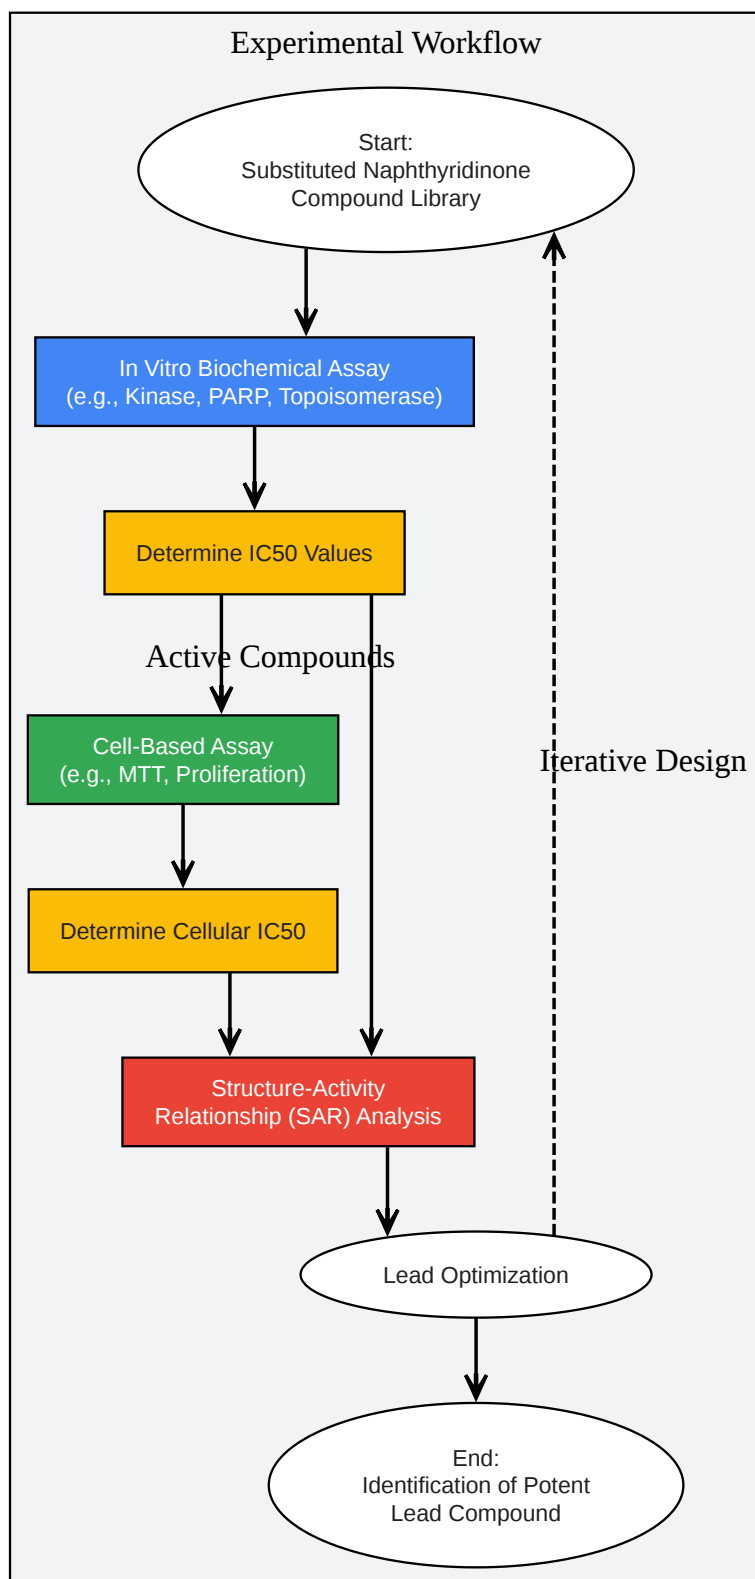 Experimental Workflow
Start:
Substituted Naphthyridinone
Compound Library
In Vitro Biochemical Assay
(e.g., Kinase, PARP, Topoisomerase)
Determine IC50 Values
Active Compounds
Cell-Based Assay
(e.g., MTT, Proliferation)
Iterative Design
Determine Cellular IC50
Structure-Activity
Relationship (SAR) Analysis
Lead Optimization
End:
Identification of Potent
Lead Compound